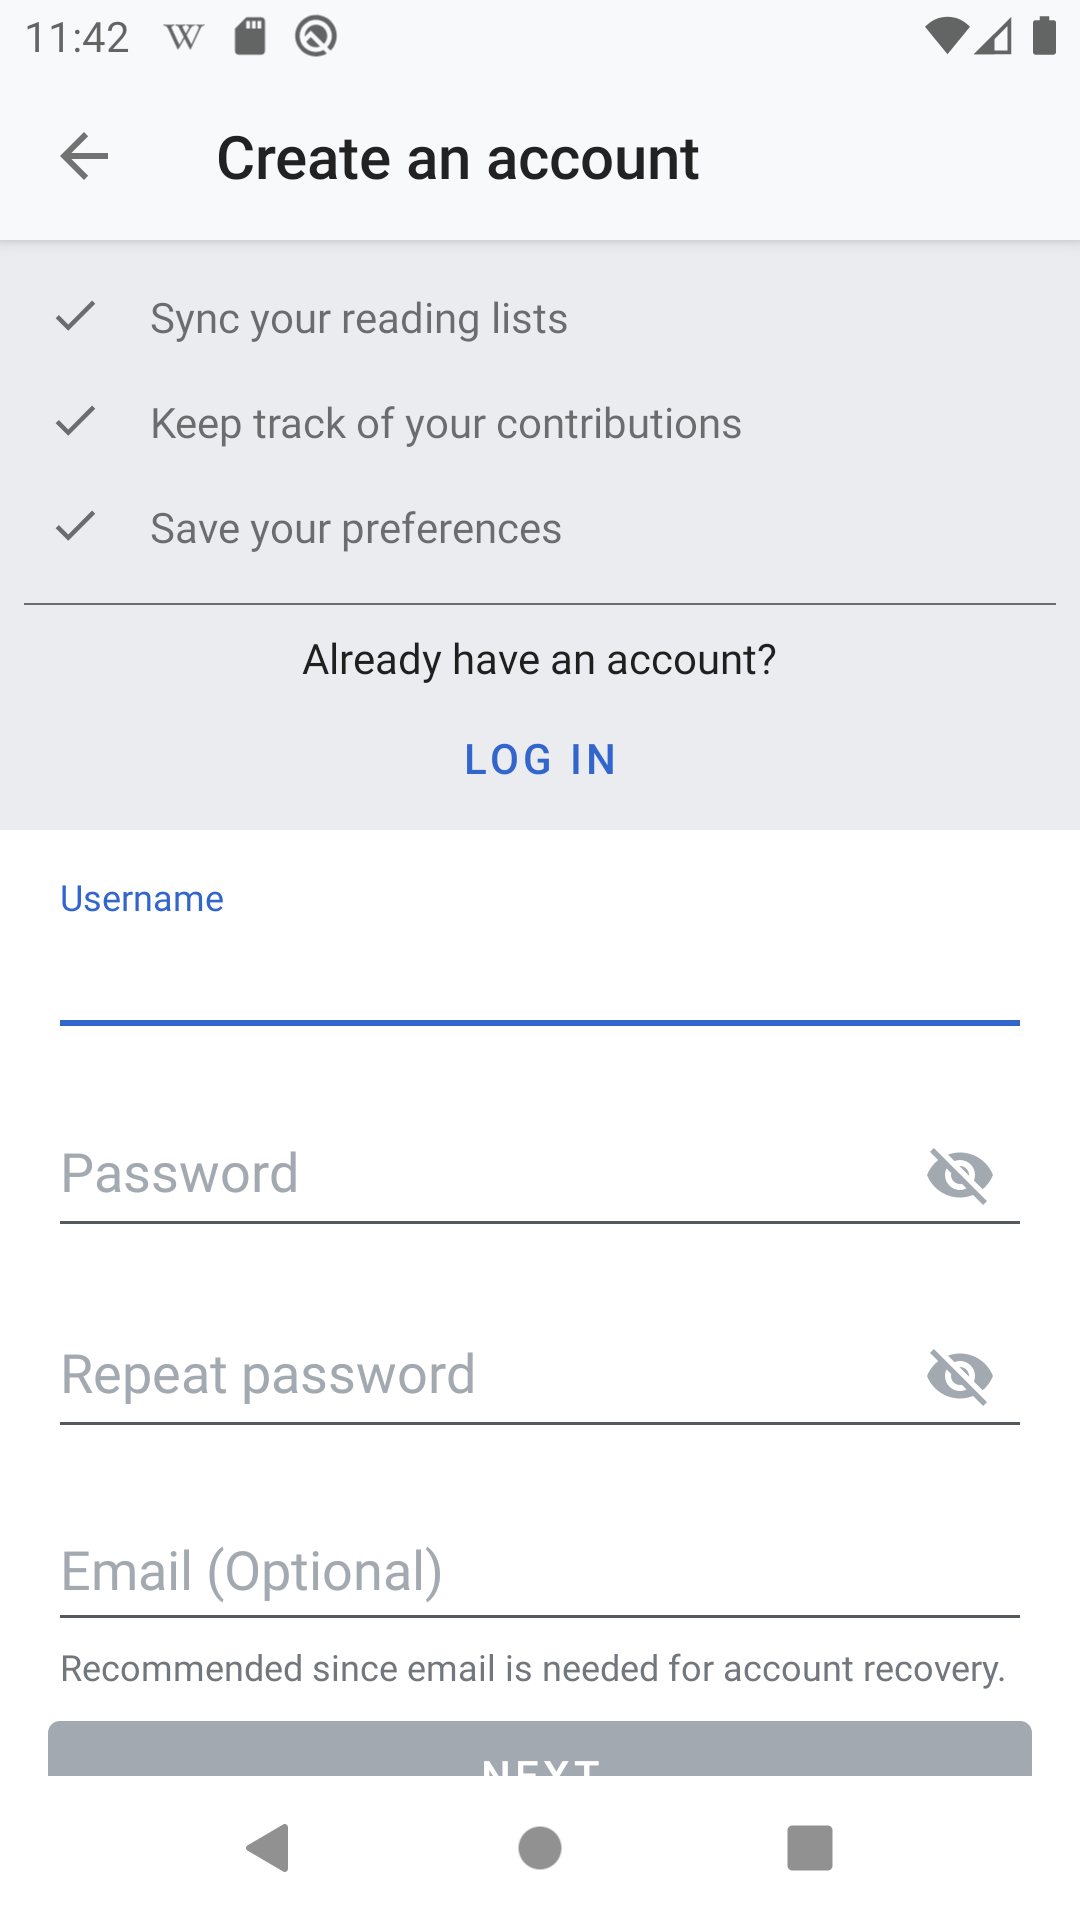 11:42
Create an account
Sync your reading lists
Keep track of your contributions
Save your preferences
Already have an account?
LOG IN
Username
Password
Repeat password
Email (Optional)
Recommended since email is needed for account recovery.
NEXT